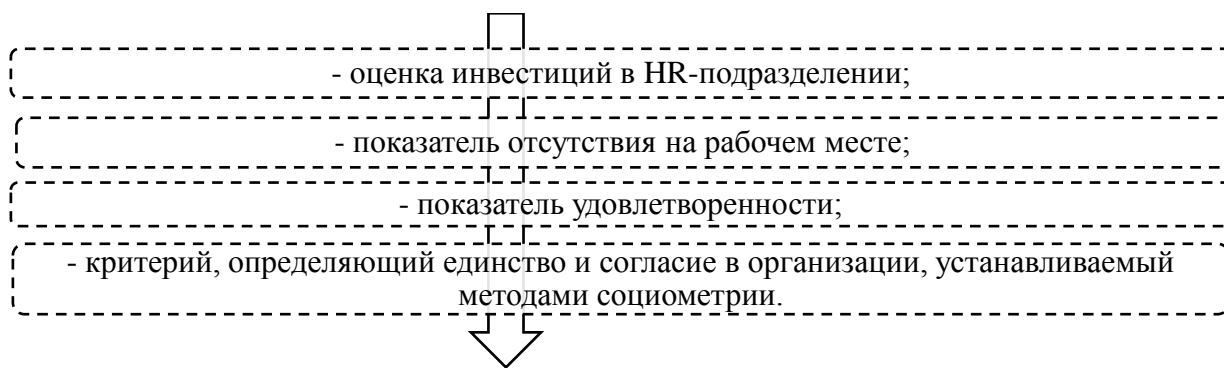 - оценка инвестиций в HR-подразделении;
- показатель отсутствия на рабочем месте;
- показатель удовлетворенности;
- критерий, определяющий единство и согласие в организации, устанавливаемый
методами социометрии.